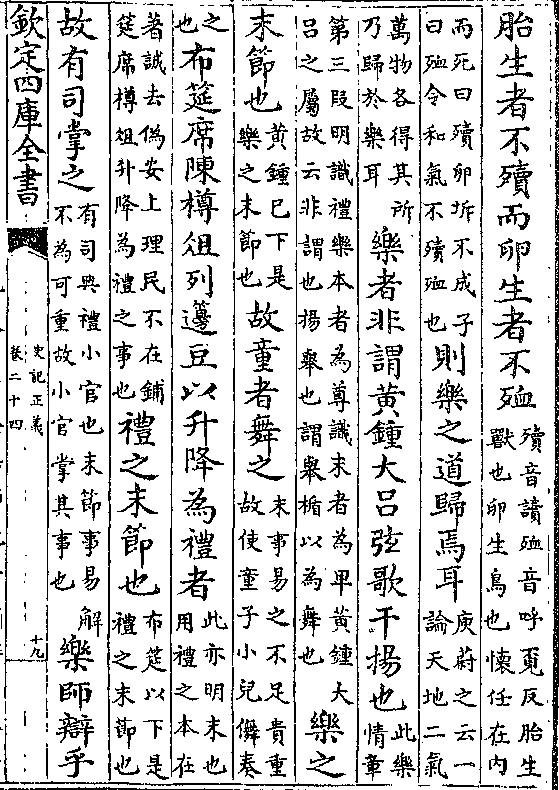 胎生者不殰而卵生者不殈
殰音讀殈音呼覔反胎生
獸也卵生鳥也懷任在内
而死曰殰卵坼不成子
曰殈令和氣不殰殈也
則樂之道歸焉耳
庾蔚之云一
論天地二氣
萬物各得其所
乃歸於樂耳
樂者非謂黃鍾大吕弦歌干揚也
此樂
情章
第三段明識禮樂本者為尊識末者為卑黃鍾大
吕之屬故云非謂也揚舉也謂舉楯以為舞也
樂之
末節也
黃鍾已下是
樂之末節也
故童者舞之
末事易之不足貴重
故使童子小兒儛奏
之
也
布筵席陳樽俎列籩豆以升降為禮者
此亦明末也
用禮之本在
著誠去偽安上理民不在鋪
筵席樽俎升降為禮之事也
禮之末節也
布筵以下是
禮之末節也
故有司掌之
有司典禮小官也末節事易解
不為可重故小官掌其事也
樂師辯乎
欽定四庫全書
史記正義
卷二十四
十九